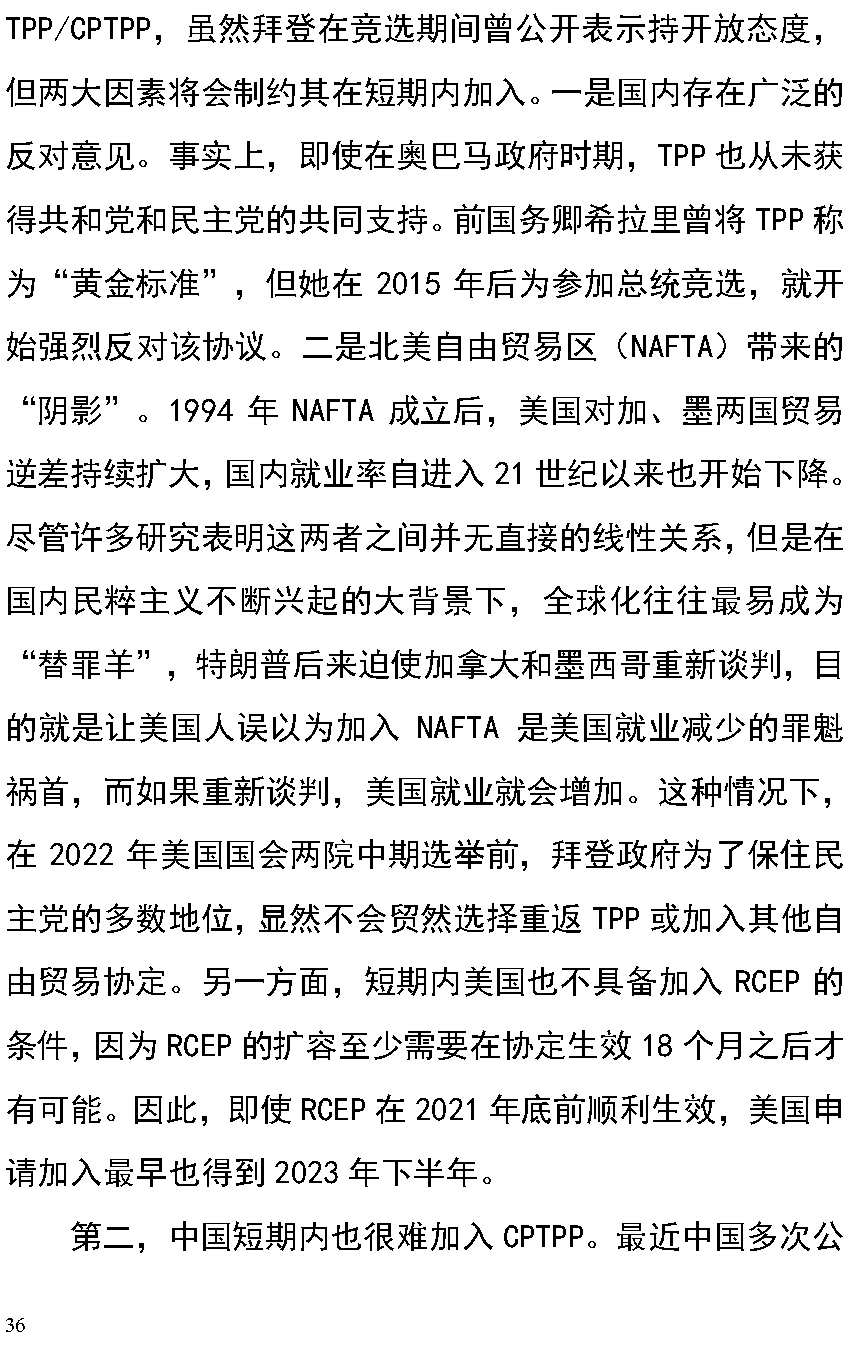 TPP/CPTPP，虽然拜登在竞选期间曾公开表示持开放态度，
但两大因素将会制约其在短期内加入。一是国内存在广泛的
反对意见。事实上，即使在奥巴马政府时期，TPP 也从未获
得共和党和民主党的共同支持。前国务卿希拉里曾将 TPP 称
为“黄金标准”，但她在 2015 年后为参加总统竞选，就开
始强烈反对该协议。二是北美自由贸易区（NAFTA）带来的
“阴影”。1994 年 NAFTA 成立后，美国对加、墨两国贸易
逆差持续扩大，国内就业率自进入 21 世纪以来也开始下降。
尽管许多研究表明这两者之间并无直接的线性关系，但是在
国内民粹主义不断兴起的大背景下，全球化往往最易成为
“替罪羊”，特朗普后来迫使加拿大和墨西哥重新谈判，目
的就是让美国人误以为加入 NAFTA 是美国就业减少的罪魁
祸首，而如果重新谈判，美国就业就会增加。这种情况下，
在 2022 年美国国会两院中期选举前，拜登政府为了保住民
主党的多数地位，显然不会贸然选择重返 TPP 或加入其他自
由贸易协定。另一方面，短期内美国也不具备加入 RCEP 的
条件，因为 RCEP 的扩容至少需要在协定生效 18 个月之后才
有可能。因此，即使 RCEP 在 2021 年底前顺利生效，美国申
请加入最早也得到 2023 年下半年。
第二，中国短期内也很难加入 CPTPP。最近中国多次公
36